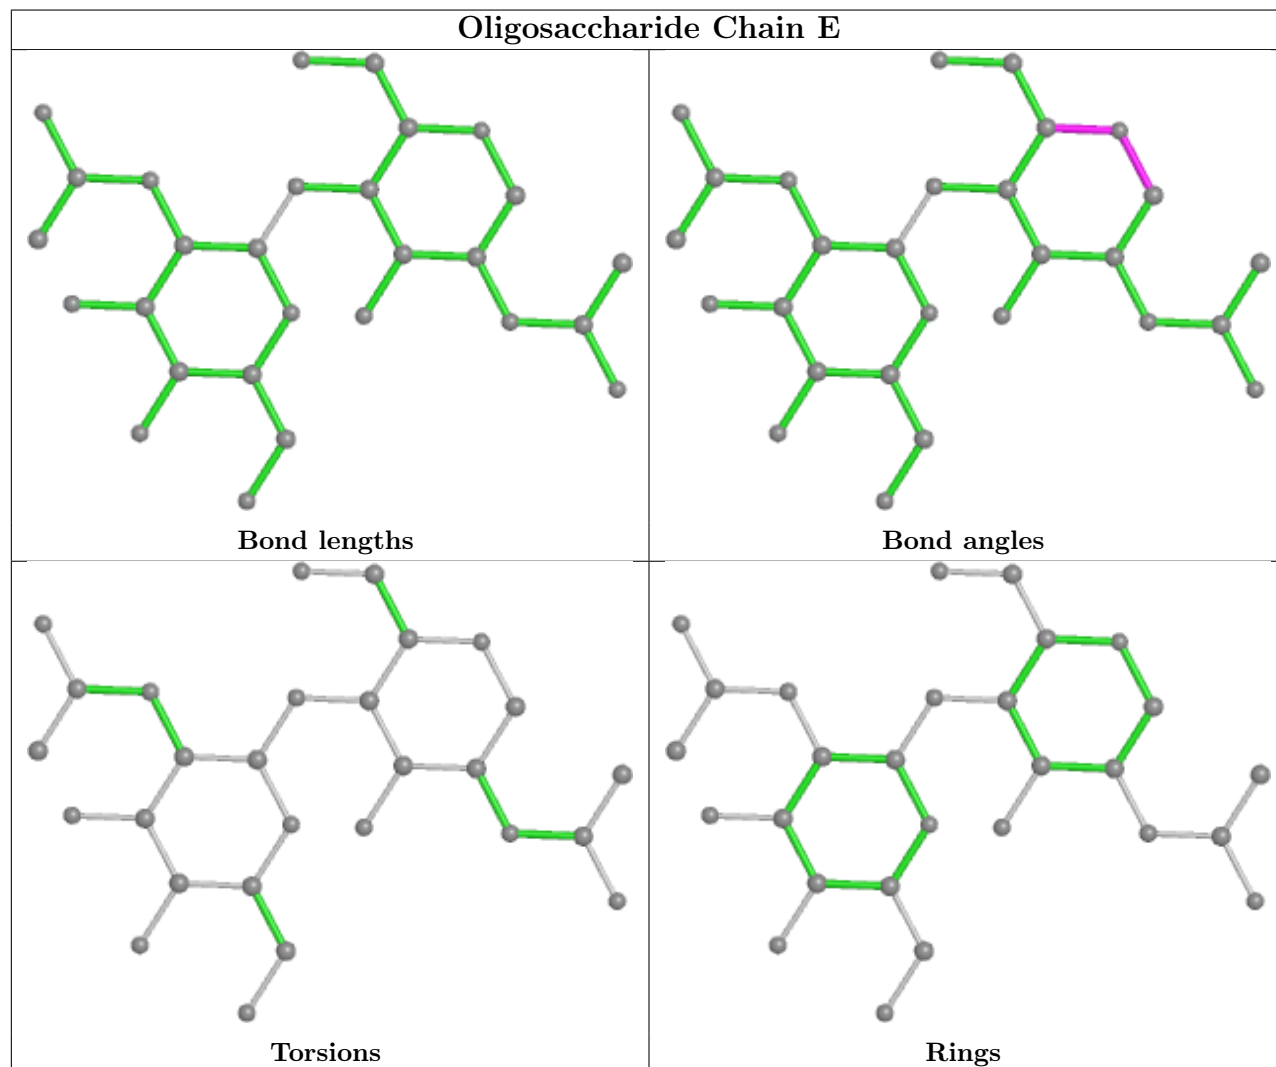 Oligosaccharide Chain E
Bond lengths
Bond angles
Torsions
Rings